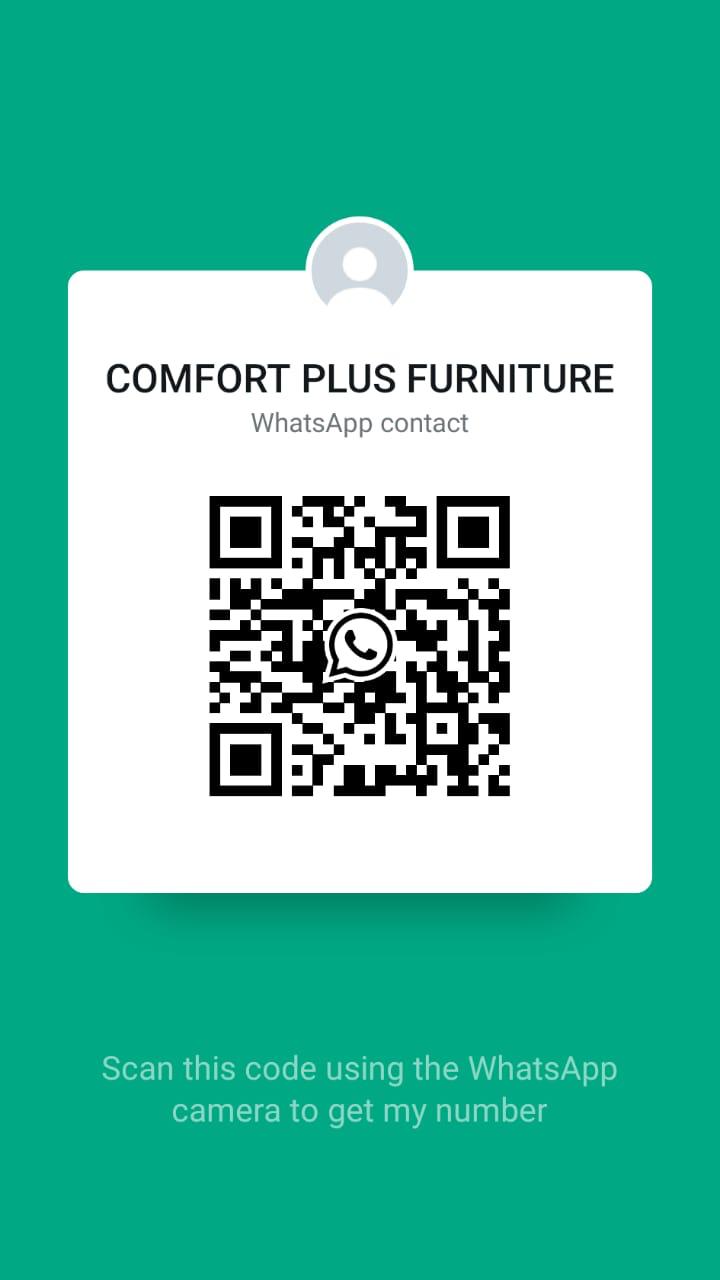 COMFORT PLUS FURNITURE
WhatsApp contact
Scan this code using the WhatsApp
camera to get my number